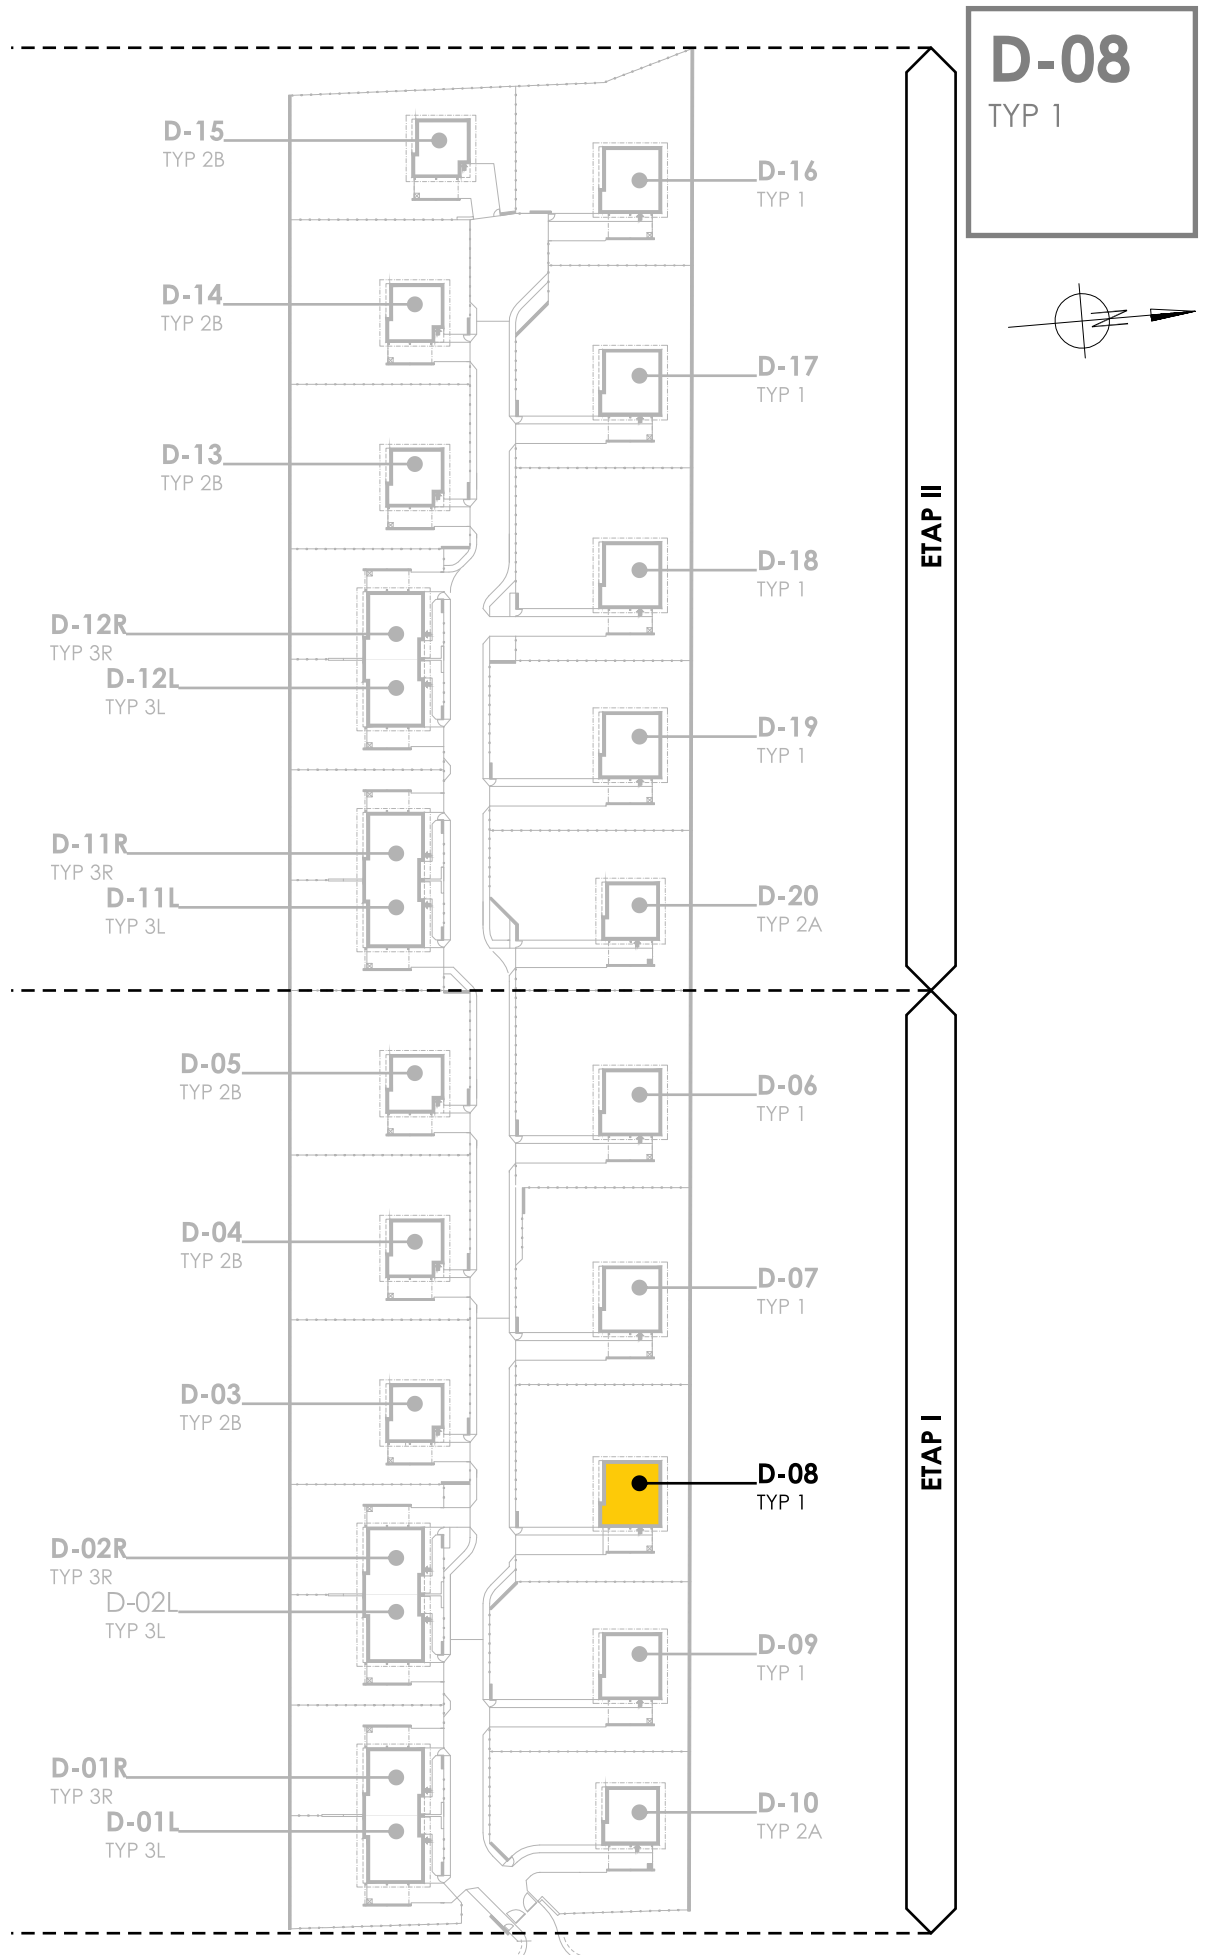 D-08
TYP 1
D-15
TYP 2B
D-16
TYP 1
D-14
TYP 2B
D-17
TYP 1
D-13
TYP 2B
D-18
TYP 1
ETAP II
D-12R
TYP 3R
D-12L
TYP 3L
D-19
TYP 1
D-11R
TYP 3R
D-11L
TYP 3L
D-20
TYP 2A
D-05
TYP 2B
D-06
TYP 1
D-04
TYP 2B
D-07
TYP 1
D-03
TYP 2B
D-08
TYP 1
ETAP I
D-02R
TYP 3R
D-02L
TYP 3L
D-09
TYP 1
D-01R
TYP 3R
D-01L
TYP 3L
D-10
TYP 2A